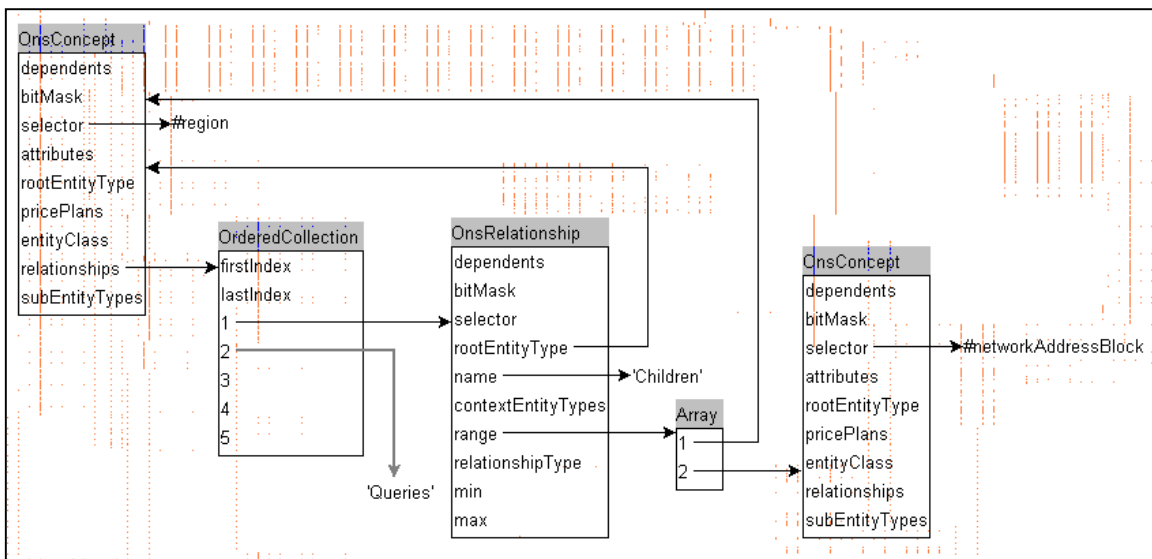 OnsConcept
dependents
bitMask
selector
#region
attributes
rootEntityType
pricePlans
entityClass
relationships
subEntityTypes
OrderedCollection
firstIndex
lastIndex
1
2
3
4
5
'Queries'
OnsRelationship
dependents
bitMask
selector
rootEntityType
name
'Children'
contextEntityTypes
range
relationshipType
min
max
Array
1
2
OnsConcept
dependents
bitMask
selector
#networkAddressBlock
attributes
rootEntityType
pricePlans
entityClass
relationships
subEntityTypes